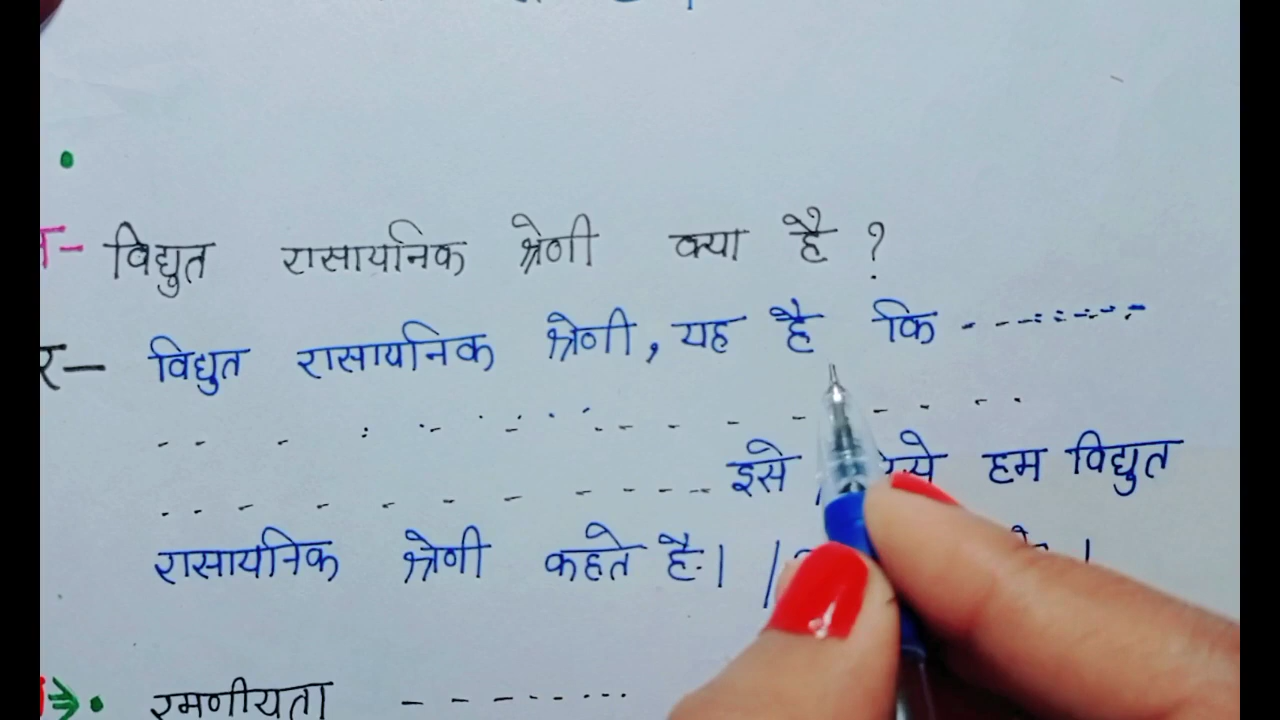 विद्युत रासायनिक श्रेणी क्या है ?
विद्युत रासायनिक श्रेणी, यह है कि - - - - - - - - -
- - - - - - - - - - - - - - - - -
- - - - - - - - - - - इसे हम विद्युत
रासायनिक श्रेणी कहते है।
रमणीयता - - - - - - - -